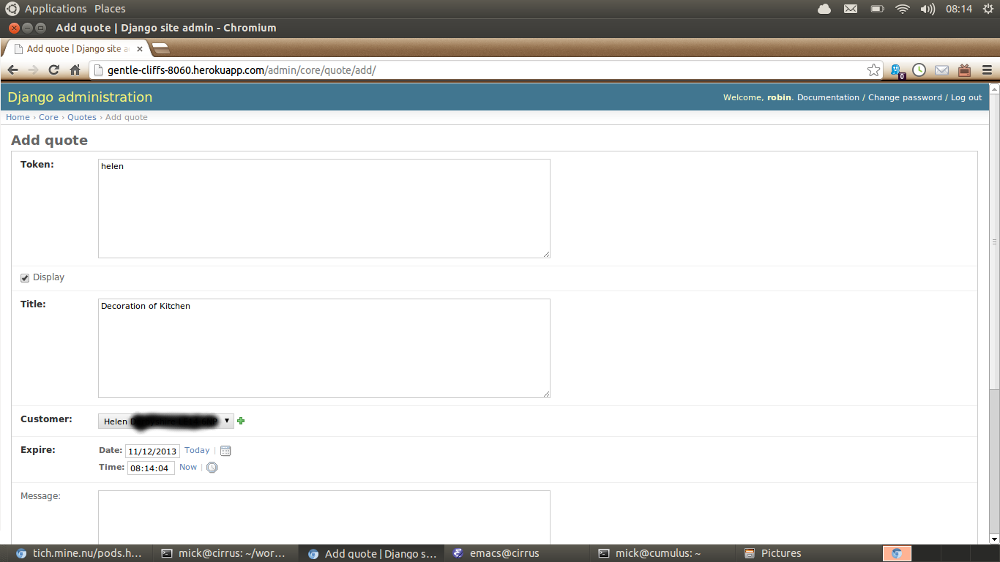 Applications Places 08:14
Add quote | Django site admin - Chromium
Add quote | Django site a
gentle-cliffs-8060.herokuapp.com/admin/core/quote/add/ 0
Django administration Welcome, robin. Documentation / Change password / Log out
Home › Core › Quotes › Add quote
Add quote
Token: helen
Display
Title: Decoration of Kitchen
Customer: Helen
Expire: Date: 11/12/2013 Today |
Time: 08:14:04 Now |
Message:
tich.mine.nu/pods.h... mick@cirrus: ~/wor... Add quote | Django s... emacs@cirrus mick@cumulus: ~ Pictures